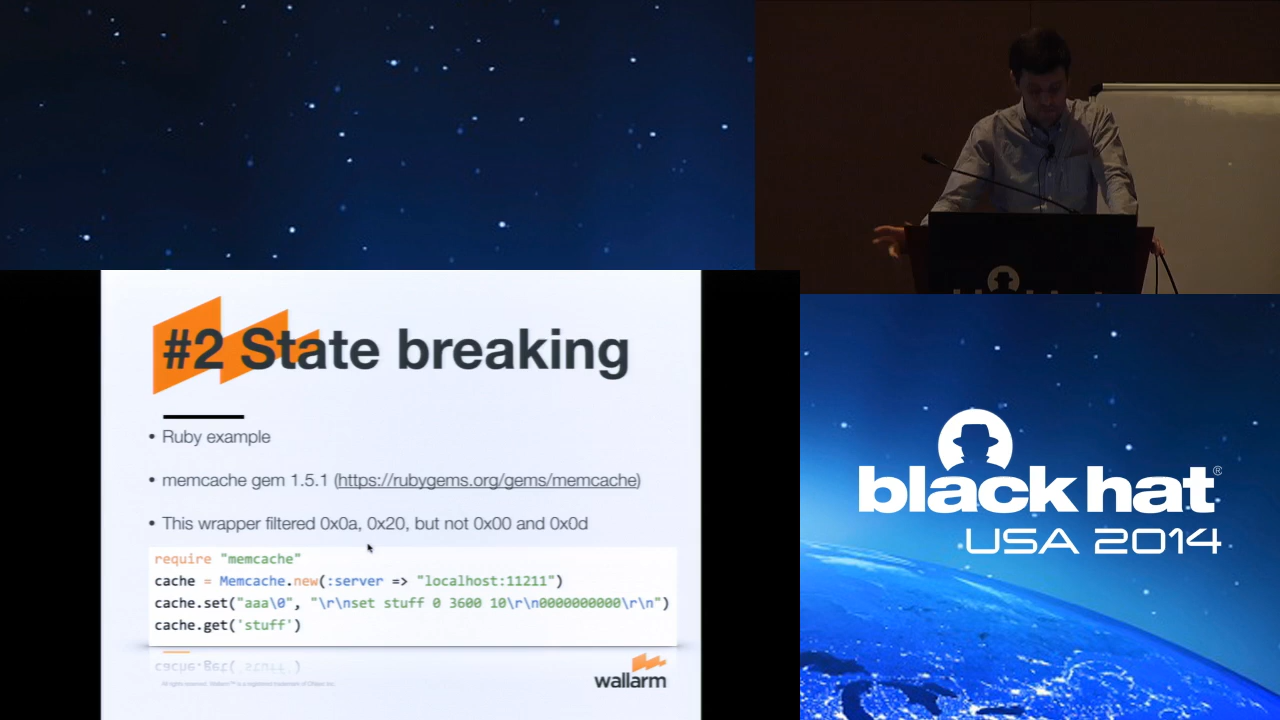 #2 State breaking
• Ruby example
• memcache gem 1.5.1 (https://rubygems.org/gems/memcache)
• This wrapper filtered 0x0a, 0x20, but not 0x00 and 0x0d
require "memcache"
cache = Memcache.new(:server => "localhost:11211")
cache.set("aaa\0", "\r\nset stuff 0 3600 10\r\n0000000000\r\n")
cache.get('stuff')
wallarm
black hat®
USA 2014